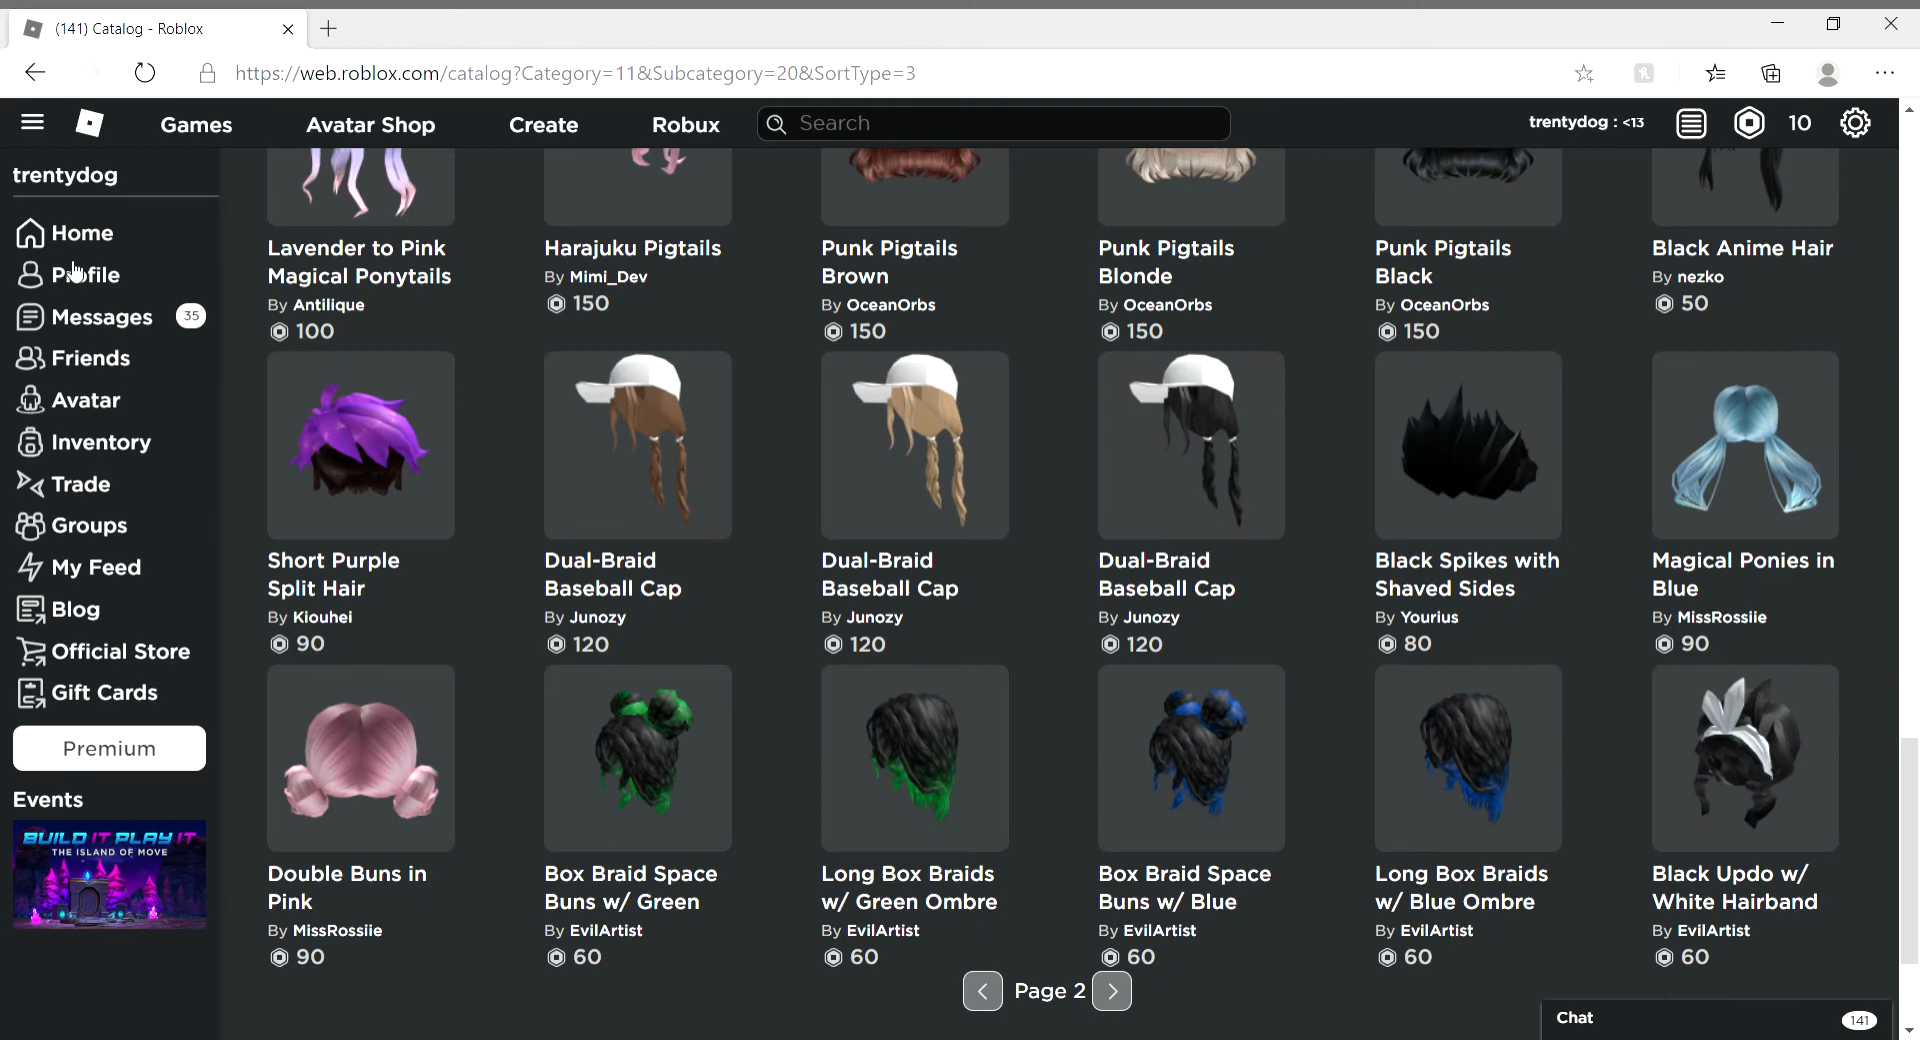 (141) Catalog - Roblox
https://web.roblox.com/catalog?Category=11&Subcategory=20&SortType=3
Games Avatar Shop Create Robux Search trentydog : <13 10
trentydog
Home
Profile
Messages 35
Friends
Avatar
Inventory
Trade
Groups
My Feed
Blog
Official Store
Gift Cards
Premium
Events
BUILD IT PLAY IT
THE ISLAND OF MOVE
Lavender to Pink
Magical Ponytails
By Antilique
100
Harajuku Pigtails
By Mimi_Dev
150
Punk Pigtails
Brown
By OceanOrbs
150
Punk Pigtails
Blonde
By OceanOrbs
150
Punk Pigtails
Black
By OceanOrbs
150
Black Anime Hair
By nezko
50
Short Purple
Split Hair
By Kiouhei
90
Dual-Braid
Baseball Cap
By Junozy
120
Dual-Braid
Baseball Cap
By Junozy
120
Dual-Braid
Baseball Cap
By Junozy
120
Black Spikes with
Shaved Sides
By Yourius
80
Magical Ponies in
Blue
By MissRossiie
90
Double Buns in
Pink
By MissRossiie
90
Box Braid Space
Buns w/ Green
By EvilArtist
60
Long Box Braids
w/ Green Ombre
By EvilArtist
60
Box Braid Space
Buns w/ Blue
By EvilArtist
60
Long Box Braids
w/ Blue Ombre
By EvilArtist
60
Black Updo w/
White Hairband
By EvilArtist
60
Page 2
Chat 141